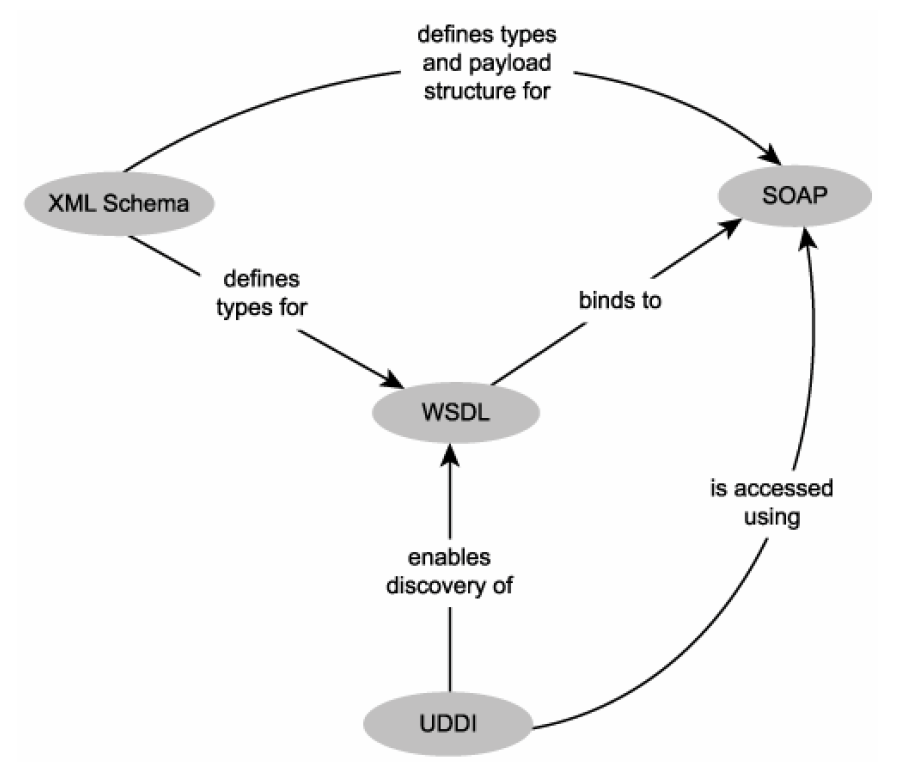 defines types
and payload
structure for
XML Schema
SOAP
defines
types for
binds to
WSDL
is accessed
using
enables
discovery of
UDDI